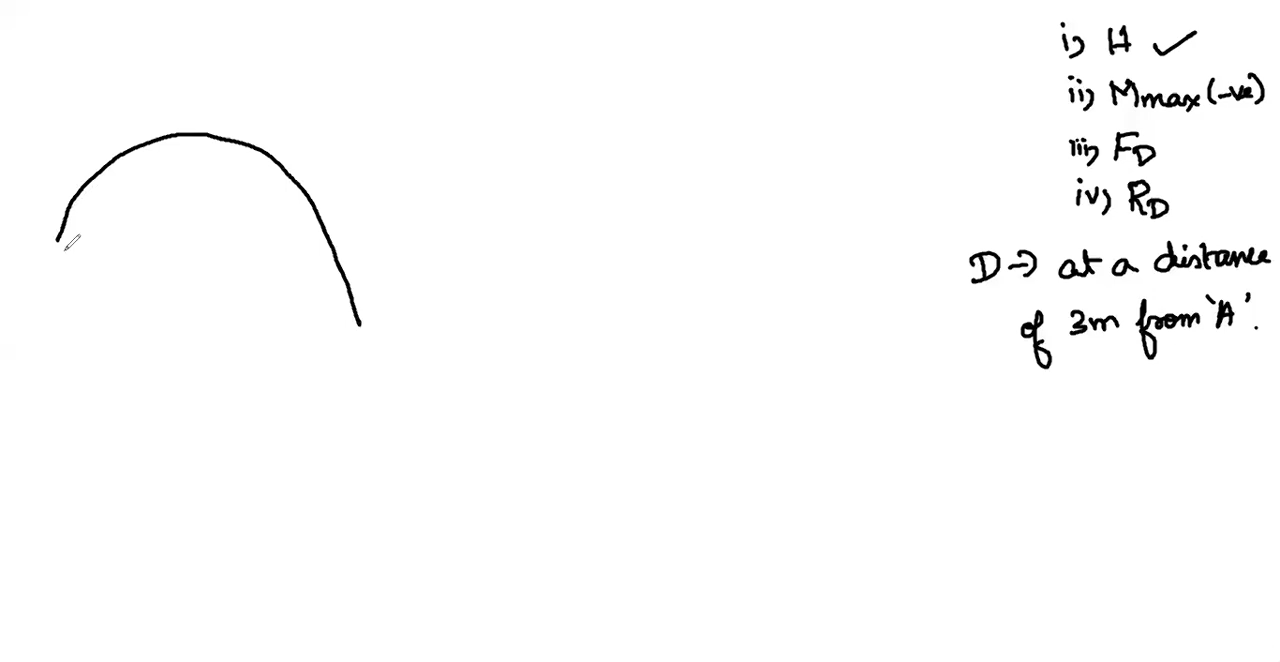 i, H ✓
ii, Mmax (-ve)
iii, FD
iv, RD
D → at a distance
of 3m from 'A'.